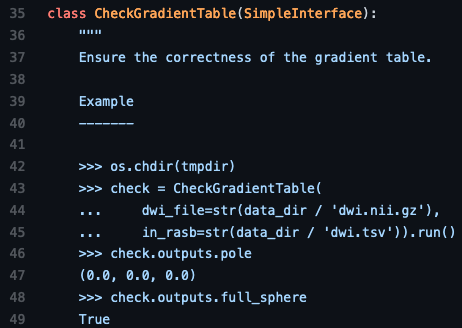 35 class CheckGradientTable(SimpleInterface):
36     """
37     Ensure the correctness of the gradient table.
38
39     Example
40     -------
41
42     >>> os.chdir(tmpdir)
43     >>> check = CheckGradientTable(
44     ...     dwi_file=str(data_dir / 'dwi.nii.gz'),
45     ...     in_rasb=str(data_dir / 'dwi.tsv')).run()
46     >>> check.outputs.pole
47     (0.0, 0.0, 0.0)
48     >>> check.outputs.full_sphere
49     True